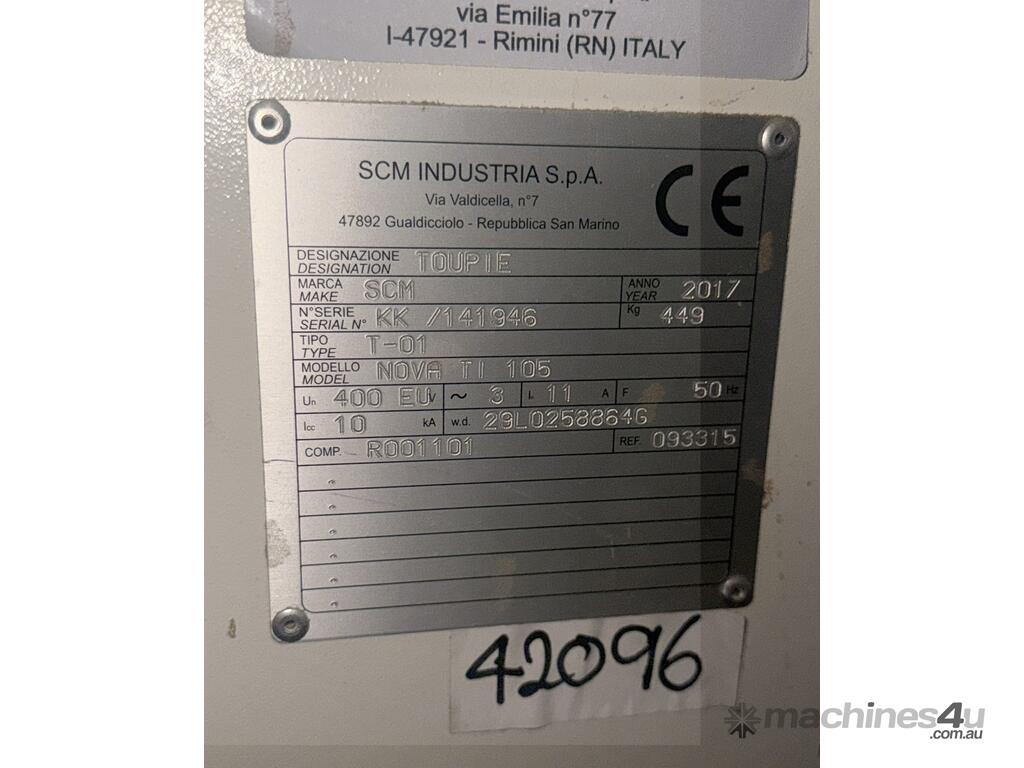 via Emilia n°77
I-47921 - Rimini (RN) ITALY
SCM INDUSTRIA S.p.A.
Via Valdicella, n°7
47892 Gualdicciolo - Repubblica San Marino
CE
DESIGNAZIONE
DESIGNATION TOUPIE
MARCA
MAKE SCM ANNO
YEAR 2017
N°SERIE
SERIAL N° KK /141946 Kg 449
TIPO
TYPE T-01
MODELLO
MODEL NOVA TI 105
Un 400 EU V ~ 3 L 11 A F 50 Hz
Icc 10 kA w.d. 29L0258864G
COMP. R001101 REF. 093315
42096
machines4u
.com.au